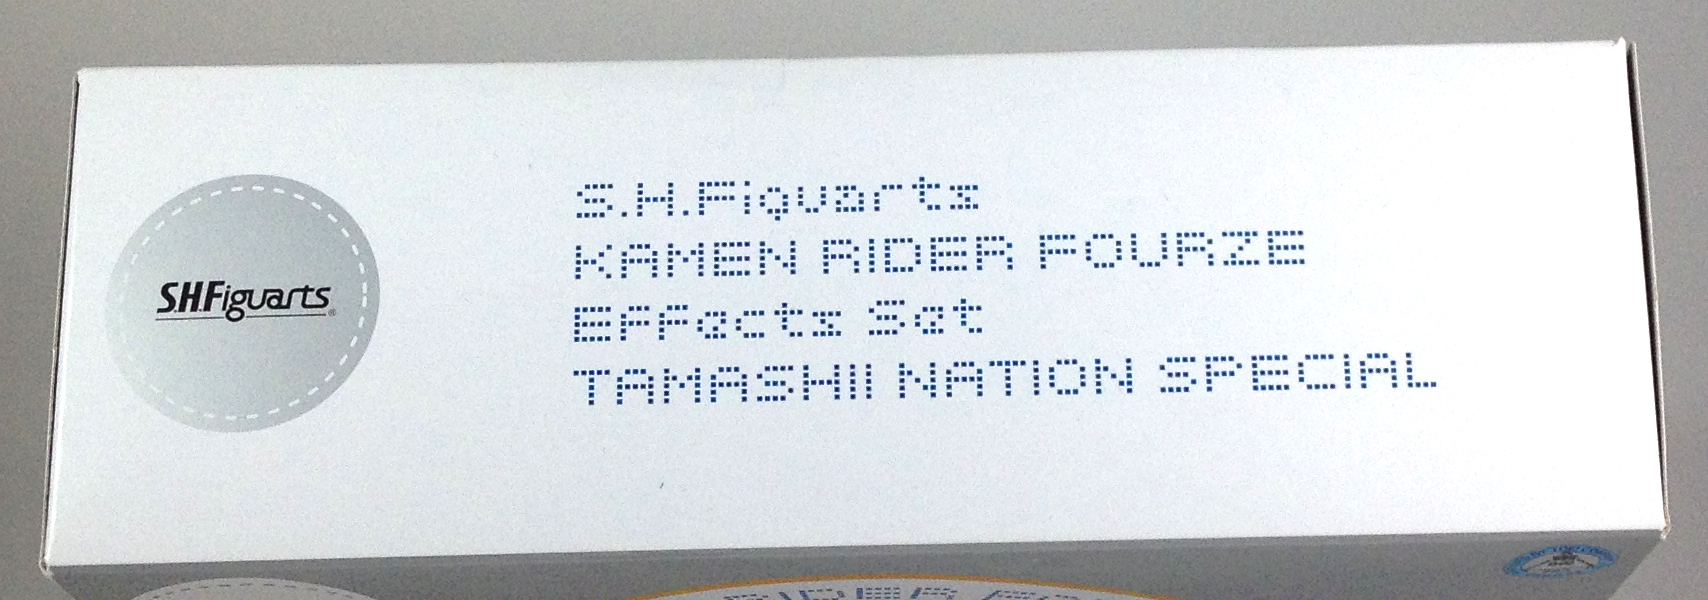 S.H.Figuarts®
S.H.Figuarts
KAMEN RIDER FOURZE
Effects Set
TAMASHII NATION SPECIAL